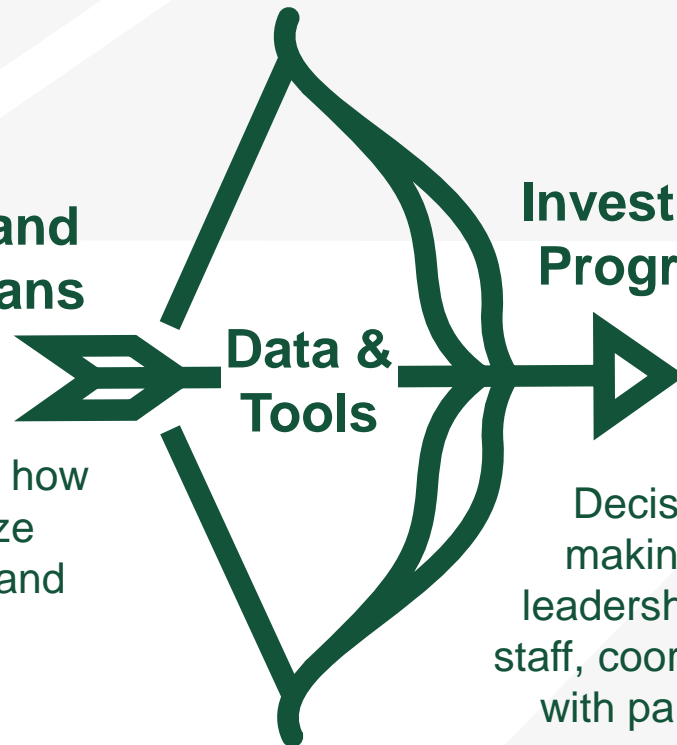 and
ans
Data &
Tools
Invest
Progr
how
ze
and
Decis
makin
leadersh
staff, coor
with pa